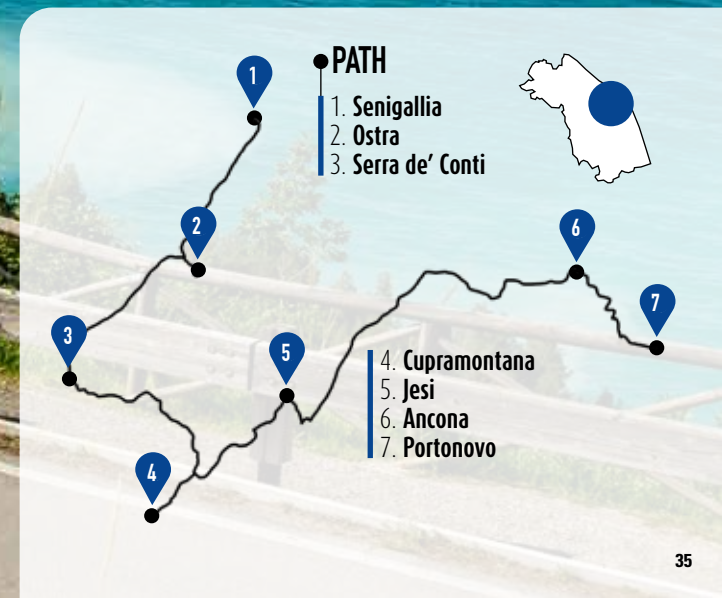 1
PATH
1. Senigallia
2. Ostra
3. Serra de’ Conti
2
6
7
3
5
4. Cupramontana
5. Jesi
6. Ancona
7. Portonovo
4
35